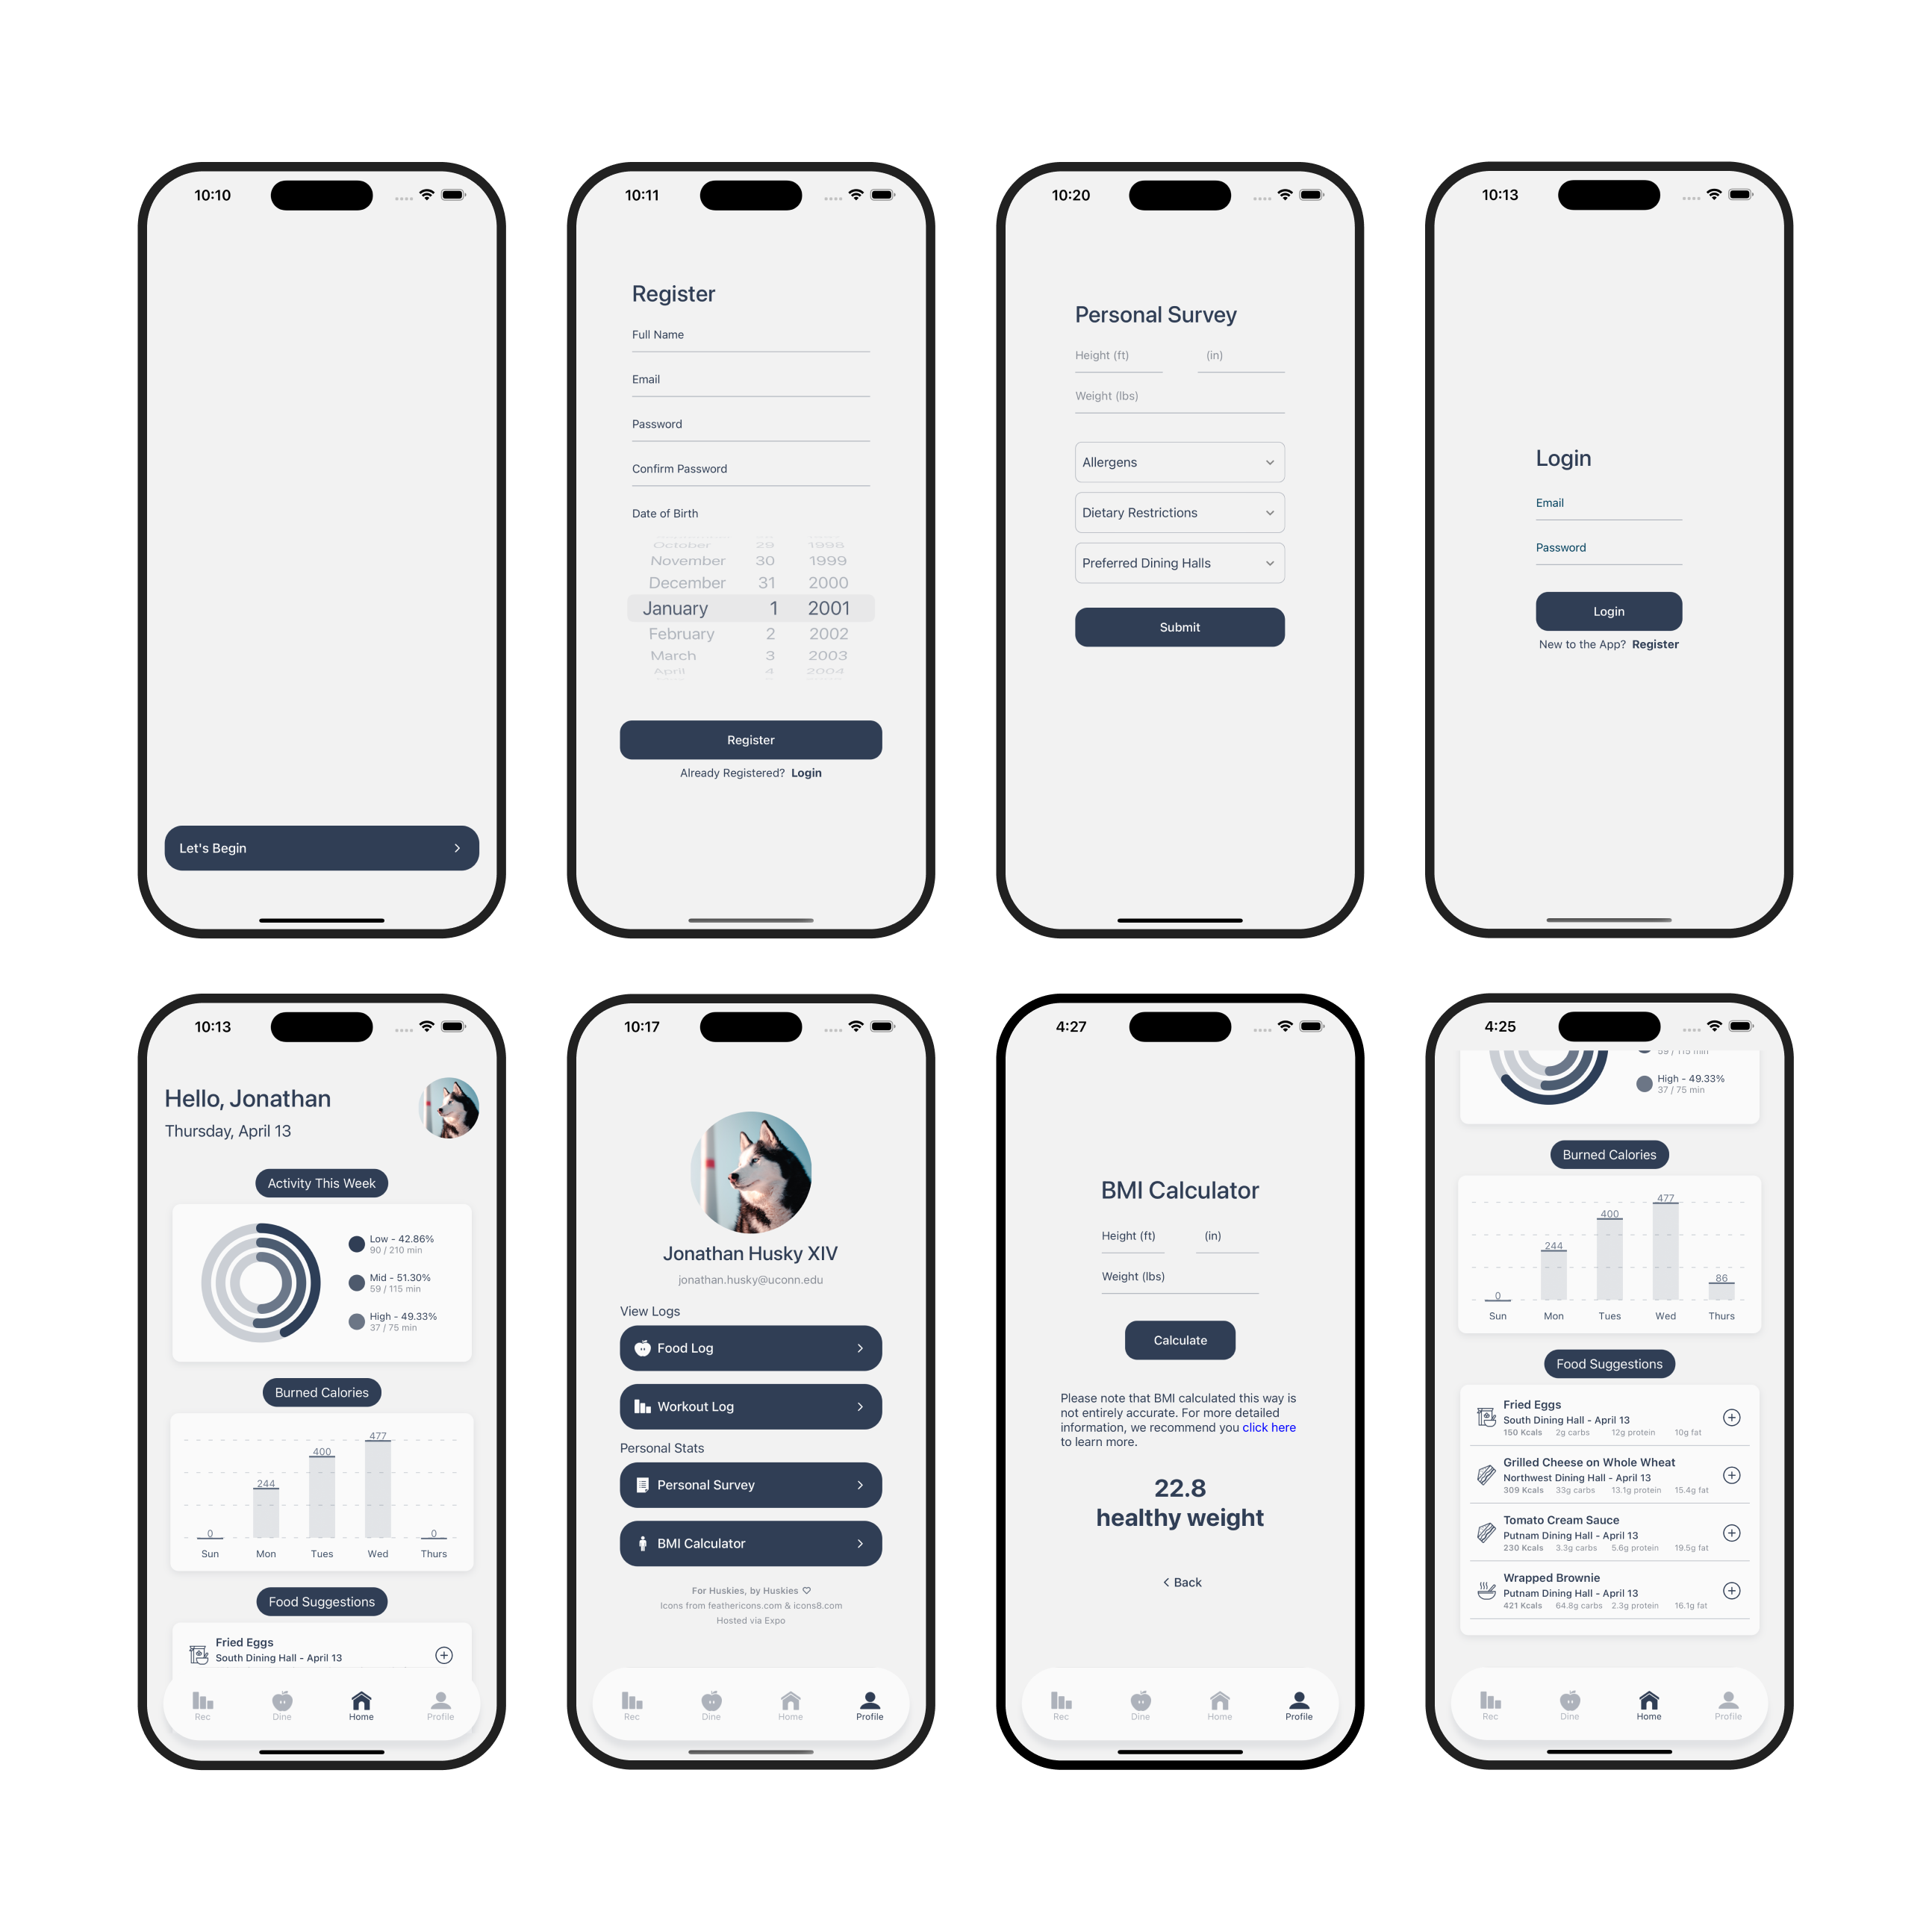 10:10
Let's Begin
10:11
Register
Full Name
Email
Password
Confirm Password
Date of Birth
October 29 1998
November 30 1999
December 31 2000
January 1 2001
February 2 2002
March 3 2003
April 4 2004
Register
Already Registered? Login
10:20
Personal Survey
Height (ft) (in)
Weight (lbs)
Allergens
Dietary Restrictions
Preferred Dining Halls
Submit
10:13
Login
Email
Password
Login
New to the App? Register
10:13
Hello, Jonathan
Thursday, April 13
Activity This Week
Low - 42.86%
90 / 210 min
Mid - 51.30%
59 / 115 min
High - 49.33%
37 / 75 min
Burned Calories
0 244 400 477 0
Sun Mon Tues Wed Thurs
Food Suggestions
Fried Eggs
South Dining Hall - April 13
Rec Dine Home Profile
10:17
Jonathan Husky XIV
jonathan.husky@uconn.edu
View Logs
Food Log
Workout Log
Personal Stats
Personal Survey
BMI Calculator
For Huskies, by Huskies
Icons from feathericons.com & icons8.com
Hosted via Expo
Rec Dine Home Profile
4:27
BMI Calculator
Height (ft) (in)
Weight (lbs)
Calculate
Please note that BMI calculated this way is
not entirely accurate. For more detailed
information, we recommend you click here
to learn more.
22.8
healthy weight
Back
Rec Dine Home Profile
4:25
59 / 115 min
High - 49.33%
37 / 75 min
Burned Calories
0 244 400 477 86
Sun Mon Tues Wed Thurs
Food Suggestions
Fried Eggs
South Dining Hall - April 13
150 Kcals 2g carbs 12g protein 10g fat
Grilled Cheese on Whole Wheat
Northwest Dining Hall - April 13
309 Kcals 33g carbs 13.1g protein 15.4g fat
Tomato Cream Sauce
Putnam Dining Hall - April 13
230 Kcals 3.3g carbs 5.6g protein 19.5g fat
Wrapped Brownie
Putnam Dining Hall - April 13
421 Kcals 64.8g carbs 2.3g protein 16.1g fat
Rec Dine Home Profile